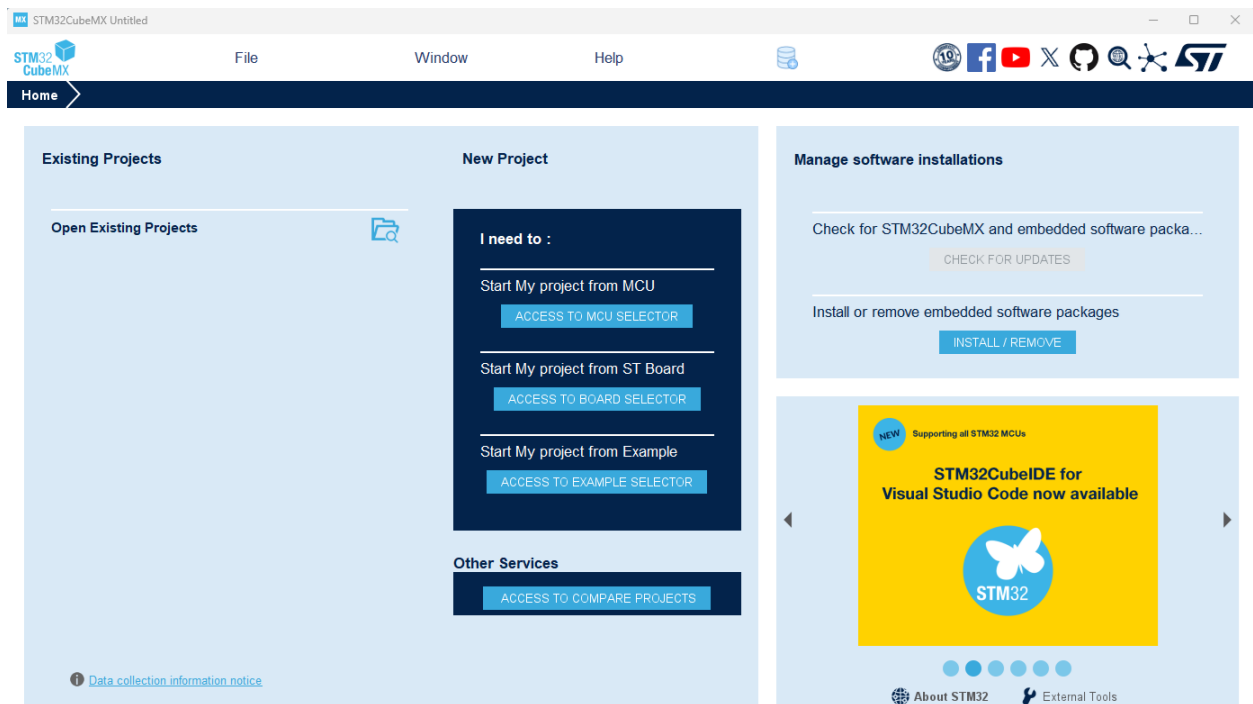 MX STM32CubeMX Untitled
STM32
CubeMX
File
Window
Help
10
Home
Existing Projects
Open Existing Projects
Data collection information notice
New Project
I need to :
Start My project from MCU
ACCESS TO MCU SELECTOR
Start My project from ST Board
ACCESS TO BOARD SELECTOR
Start My project from Example
ACCESS TO EXAMPLE SELECTOR
Other Services
ACCESS TO COMPARE PROJECTS
Manage software installations
Check for STM32CubeMX and embedded software packa...
CHECK FOR UPDATES
Install or remove embedded software packages
INSTALL / REMOVE
NEW Supporting all STM32 MCUs
STM32CubeIDE for
Visual Studio Code now available
STM32
About STM32
External Tools